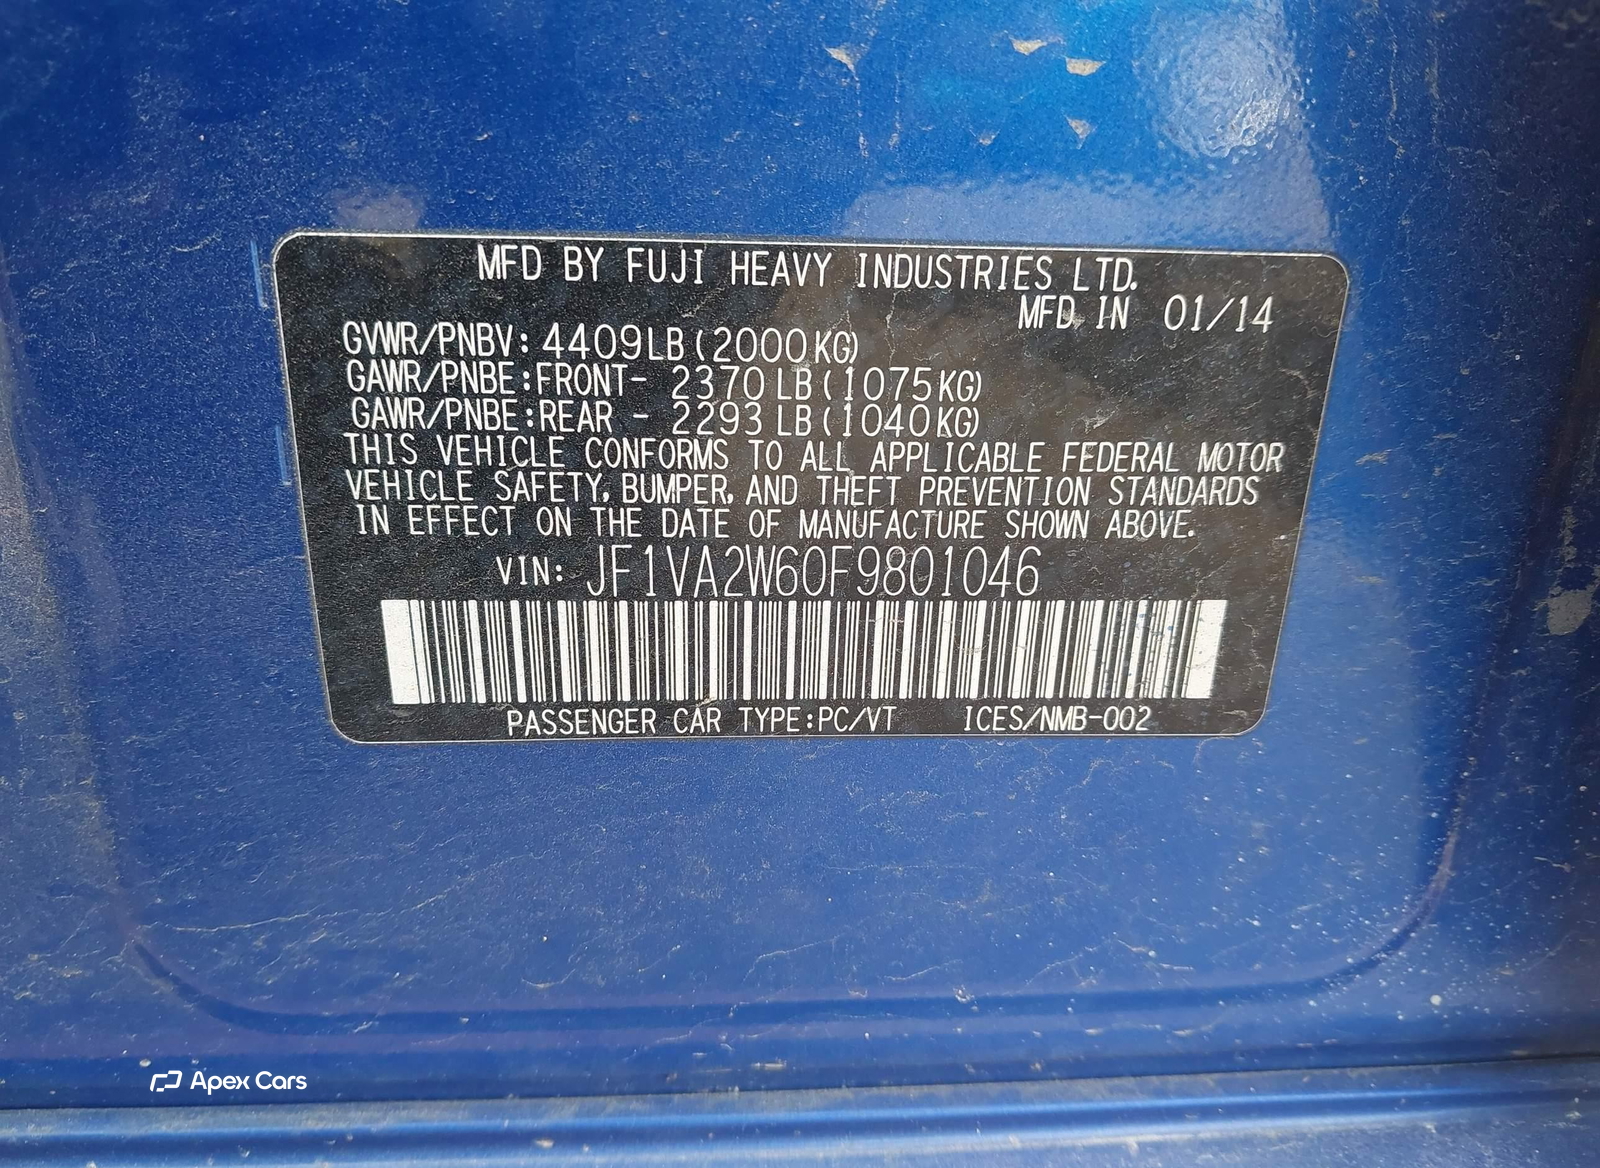 MFD BY FUJI HEAVY INDUSTRIES LTD.
MFD IN 01/14
GVWR/PNBV: 4409LB(2000KG)
GAWR/PNBE:FRONT- 2370LB(1075KG)
GAWR/PNBE:REAR - 2293LB(1040KG)
THIS VEHICLE CONFORMS TO ALL APPLICABLE FEDERAL MOTOR
VEHICLE SAFETY, BUMPER, AND THEFT PREVENTION STANDARDS
IN EFFECT ON THE DATE OF MANUFACTURE SHOWN ABOVE.
VIN: JF1VA2W60F9801046
PASSENGER CAR TYPE:PC/VT ICES/NMB-002
Apex Cars